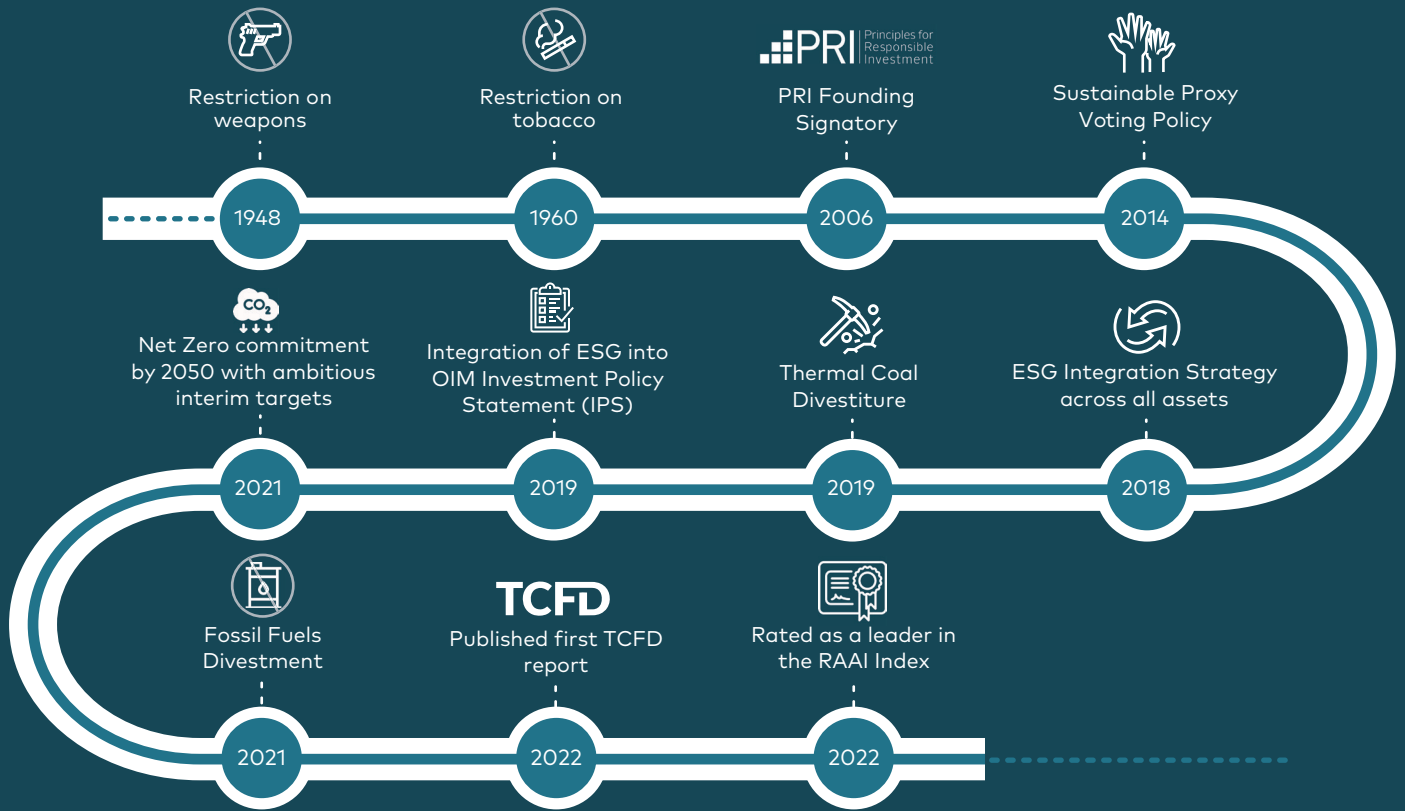 Restriction on
weapons
Restriction on
tobacco
PRI
Principles for
Responsible
Investment
PRI Founding
Signatory
Sustainable Proxy
Voting Policy
1948
1960
2006
2014
CO₂
Net Zero commitment
by 2050 with ambitious
interim targets
Integration of ESG into
OIM Investment Policy
Statement (IPS)
Thermal Coal
Divestiture
ESG Integration Strategy
across all assets
2021
2019
2019
2018
Fossil Fuels
Divestment
TCFD
Published first TCFD
report
Rated as a leader in
the RAAI Index
2021
2022
2022